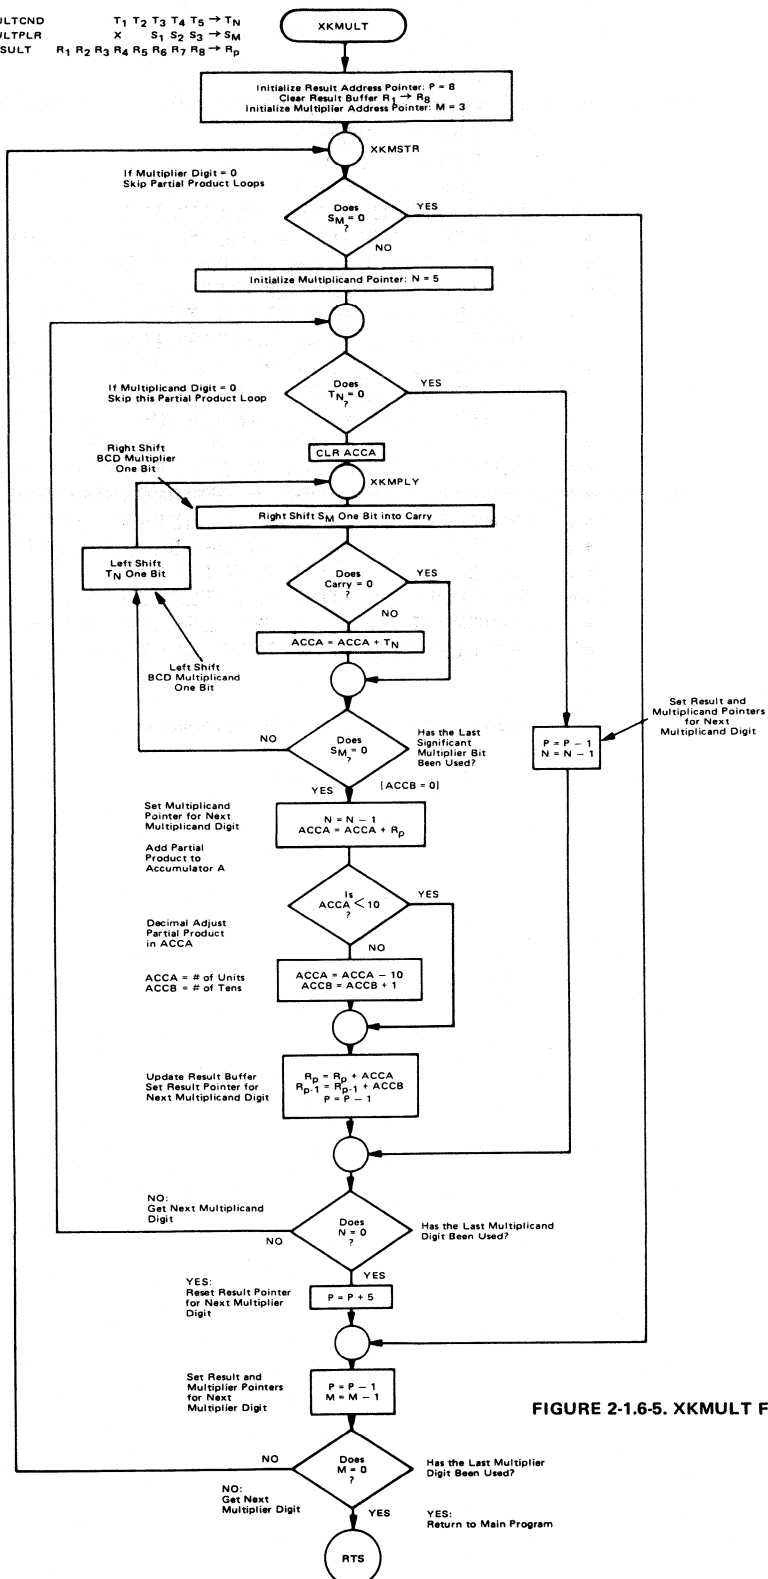 ULTCND T1 T2 T3 T4 T5 → TN
ULTPLR X S1 S2 S3 → SM
SULT R1 R2 R3 R4 R5 R6 R7 R8 → Rp
XKMULT
Initialize Result Address Pointer: P = 8
Clear Result Buffer R1 → R8
Initialize Multiplier Address Pointer: M = 3
XKMSTR
If Multiplier Digit = 0
Skip Partial Product Loops
Does
SM = 0
?
YES
NO
Initialize Multiplicand Pointer: N = 5
If Multiplicand Digit = 0
Skip this Partial Product Loop
Does
TN = 0
?
YES
CLR ACCA
Right Shift
BCD Multiplier
One Bit
XKMPLY
Right Shift SM One Bit into Carry
Left Shift
TN One Bit
Does
Carry = 0
?
YES
NO
ACCA = ACCA + TN
Left Shift
BCD Multiplicand
One Bit
Set Result and
Multiplicand Pointers
for Next
Multiplicand Digit
P = P - 1
N = N - 1
NO
Does
SM = 0
?
Has the Last
Significant
Multiplier Bit
Been Used?
YES
[ACCB = 0]
Set Multiplicand
Pointer for Next
Multiplicand Digit
Add Partial
Product to
Accumulator A
N = N - 1
ACCA = ACCA + Rp
Is
ACCA < 10
?
YES
NO
Decimal Adjust
Partial Product
in ACCA
ACCA = # of Units
ACCB = # of Tens
ACCA = ACCA - 10
ACCB = ACCB + 1
Update Result Buffer
Set Result Pointer for
Next Multiplicand Digit
Rp = Rp + ACCA
Rp-1 = Rp-1 + ACCB
P = P - 1
NO:
Get Next Multiplicand
Digit
NO
Does
N = 0
?
Has the Last Multiplicand
Digit Been Used?
YES
YES:
Reset Result Pointer
for Next Multiplier
Digit
P = P + 5
Set Result and
Multiplier Pointers
for Next
Multiplier Digit
P = P - 1
M = M - 1
FIGURE 2-1.6-5. XKMULT F
NO
Does
M = 0
?
Has the Last Multiplier
Digit Been Used?
NO:
Get Next
Multiplier Digit
YES
YES:
Return to Main Program
RTS